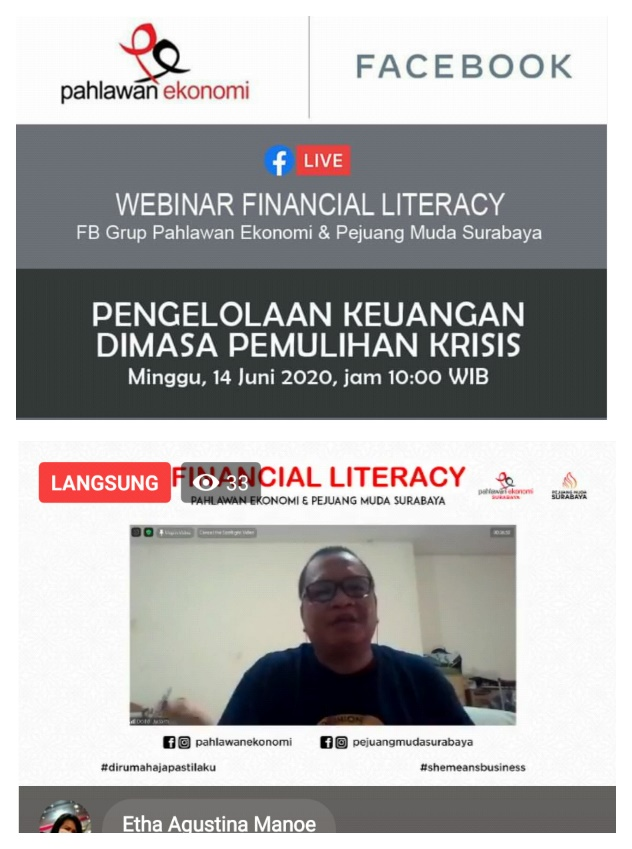 pahlawan ekonomi
FACEBOOK
LIVE
WEBINAR FINANCIAL LITERACY
FB Grup Pahlawan Ekonomi & Pejuang Muda Surabaya
PENGELOLAAN KEUANGAN
DIMASA PEMULIHAN KRISIS
Minggu, 14 Juni 2020, jam 10:00 WIB
LANGSUNG
33
FINANCIAL LITERACY
PAHLAWAN EKONOMI & PEJUANG MUDA SURABAYA
pahlawan ekonomi
SURABAYA
PEJUANG MUDA
SURABAYA
pahlawanekonomi
pejuangmudasurabaya
#dirumahajapastilaku
#shemeansbusiness
Etha Agustina Manoe